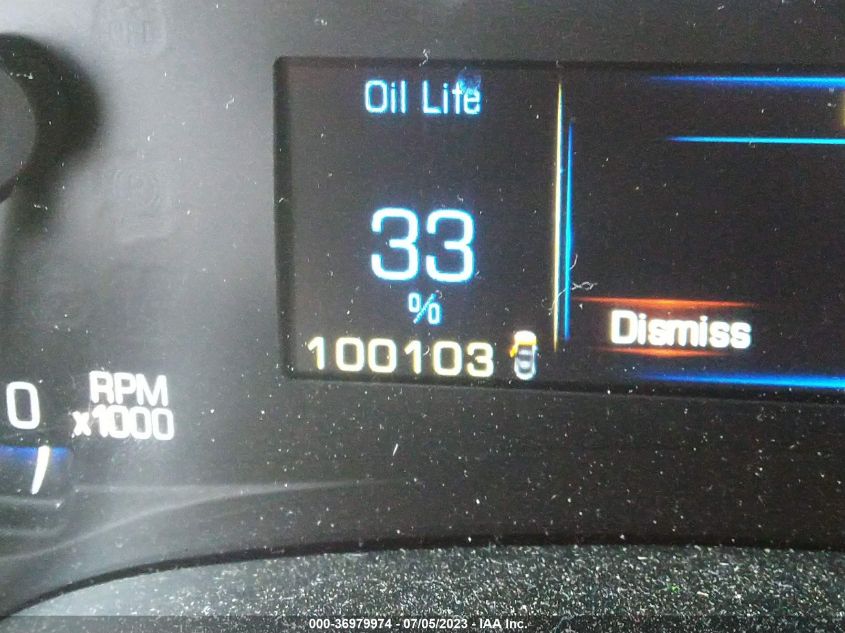 Oil Life
33
%
100103
Dismiss
0
RPM
x1000
000-36979974 - 07/05/2023 - IAA Inc.